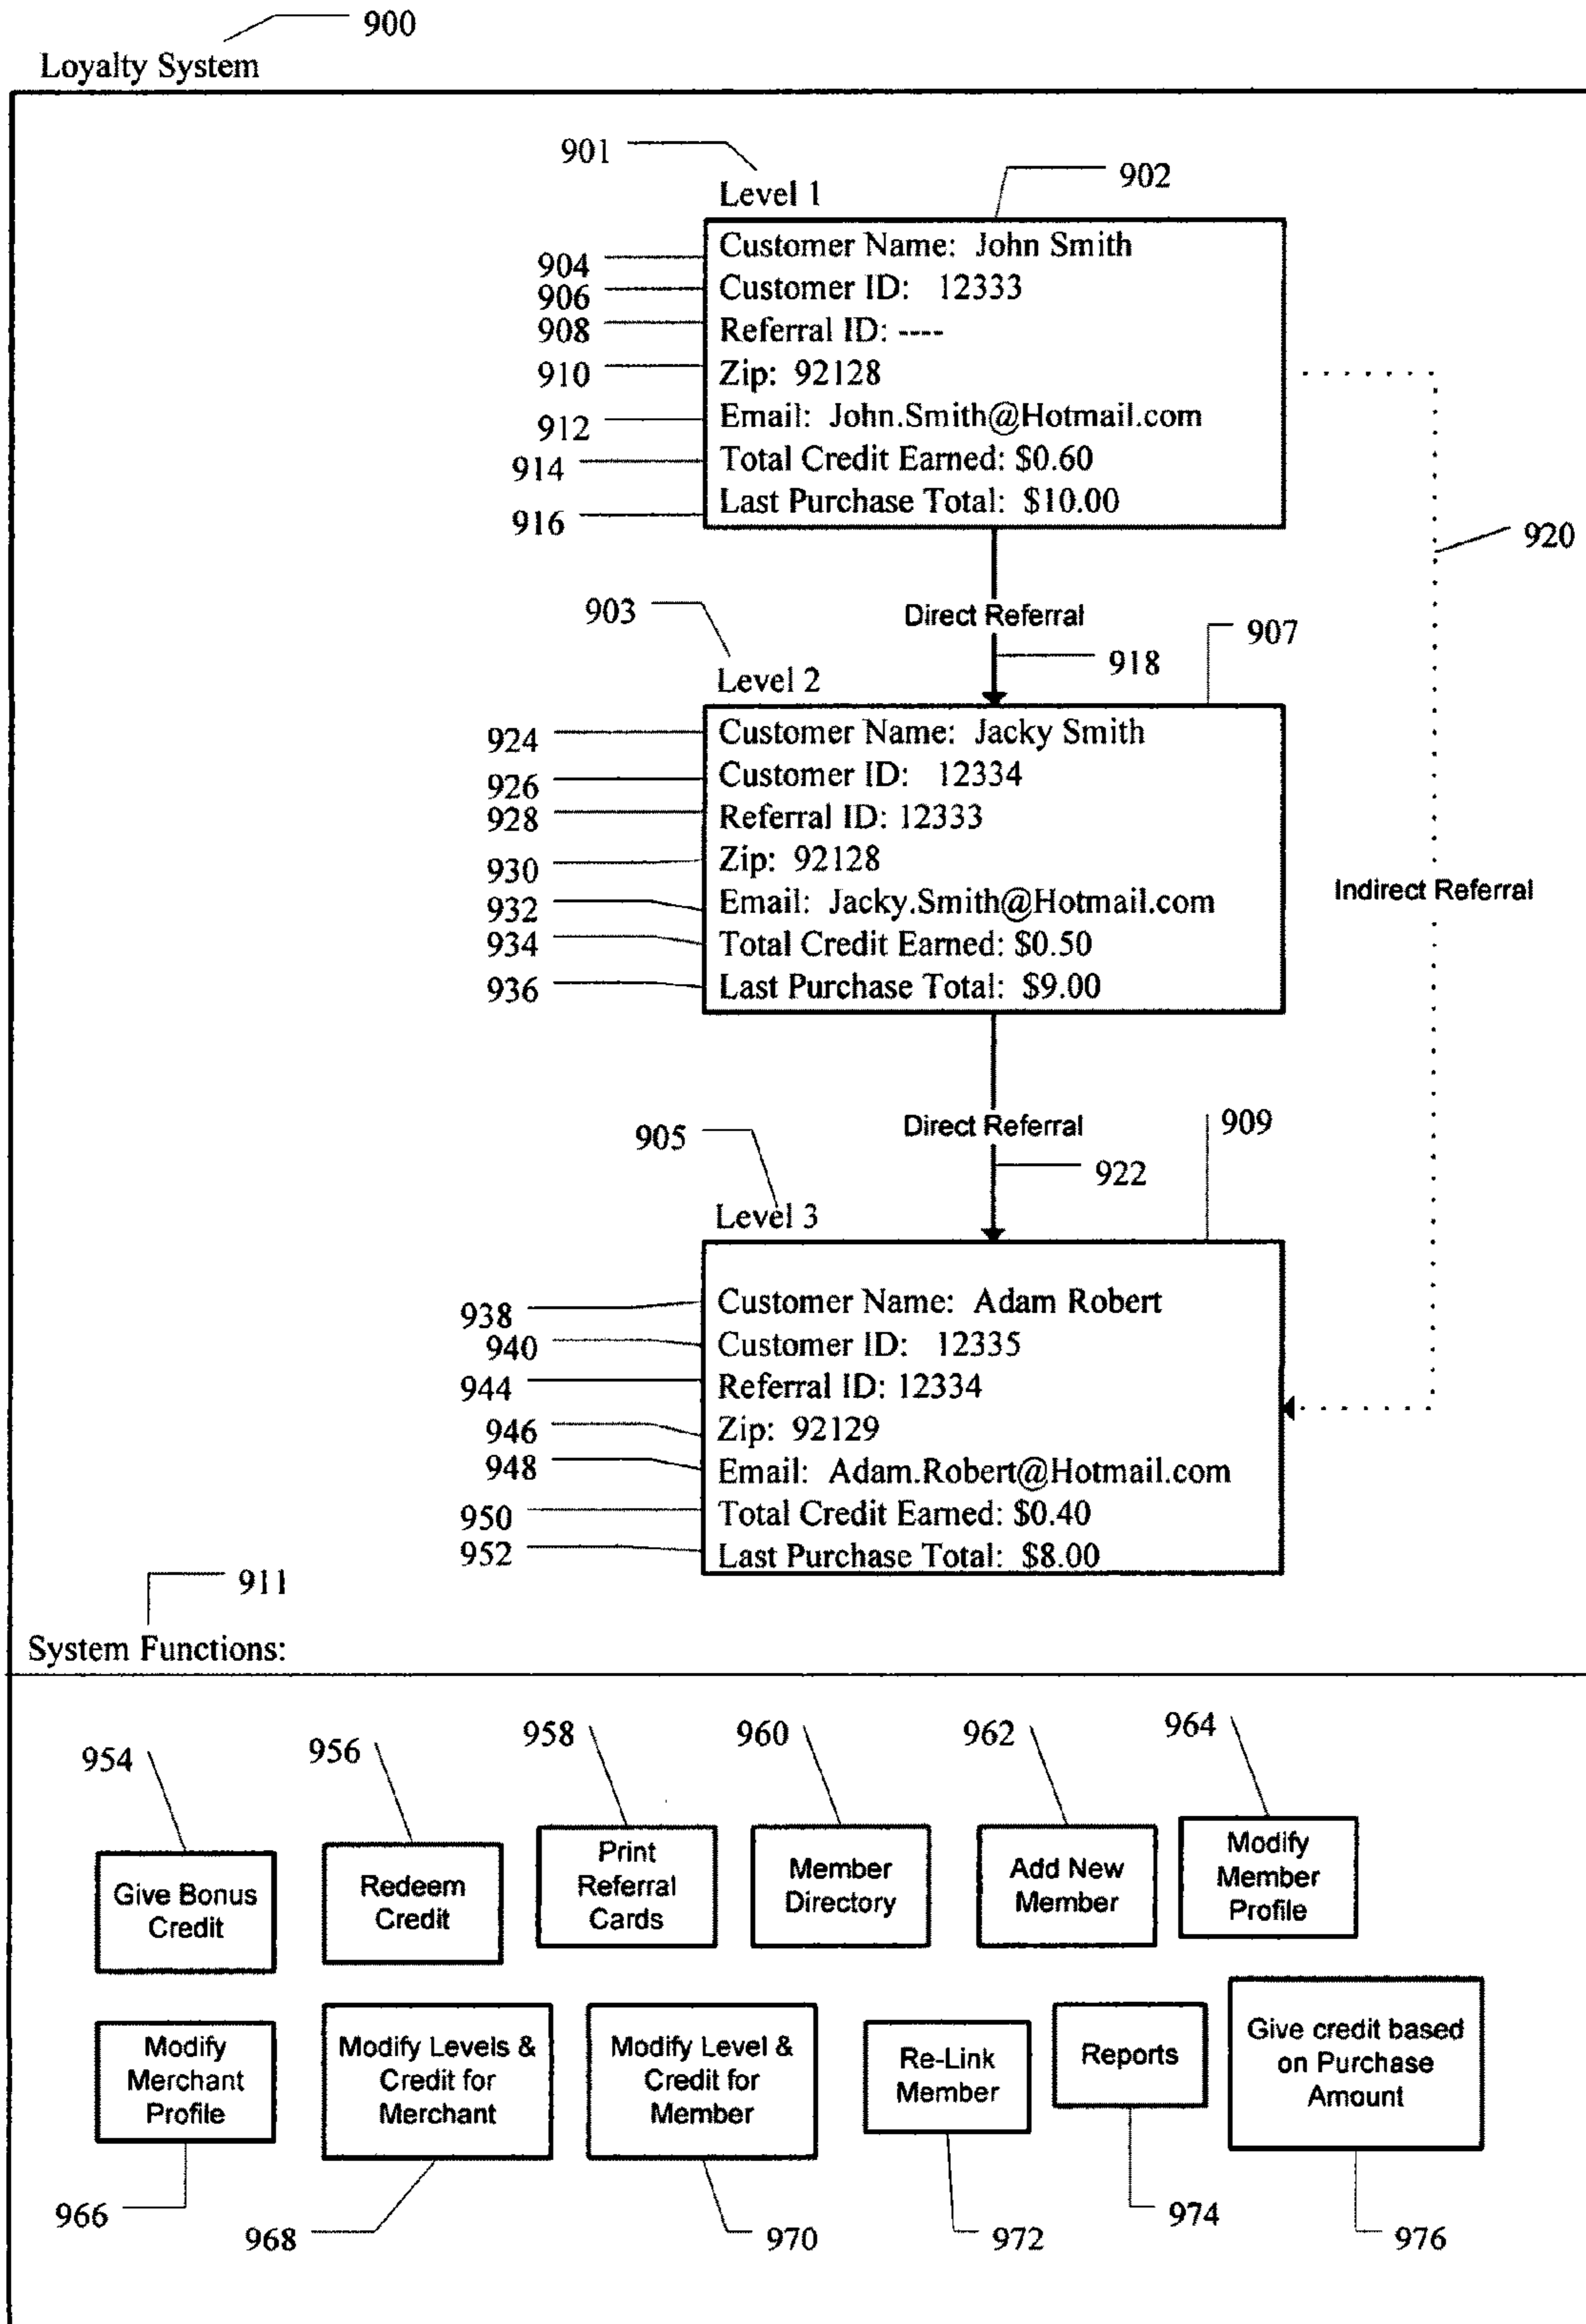 900
Loyalty System
901
Level 1
902
904
Customer Name: John Smith
906
Customer ID: 12333
908
Referral ID: ----
910
Zip: 92128
912
Email: John.Smith@Hotmail.com
914
Total Credit Earned: $0.60
916
Last Purchase Total: $10.00
920
903
Direct Referral
907
918
Level 2
924
Customer Name: Jacky Smith
926
Customer ID: 12334
928
Referral ID: 12333
930
Zip: 92128
Indirect Referral
932
Email: Jacky.Smith@Hotmail.com
934
Total Credit Earned: $0.50
936
Last Purchase Total: $9.00
905
Direct Referral
909
922
Level 3
938
Customer Name: Adam Robert
940
Customer ID: 12335
944
Referral ID: 12334
946
Zip: 92129
948
Email: Adam.Robert@Hotmail.com
950
Total Credit Earned: $0.40
952
Last Purchase Total: $8.00
911
System Functions:
954
956
958
960
962
964
Give Bonus
Credit
Redeem
Credit
Print
Referral
Cards
Member
Directory
Add New
Member
Modify
Member
Profile
Modify
Merchant
Profile
Modify Levels &
Credit for
Merchant
Modify Level &
Credit for
Member
Re-Link
Member
Reports
Give credit based
on Purchase
Amount
966
968
970
972
974
976